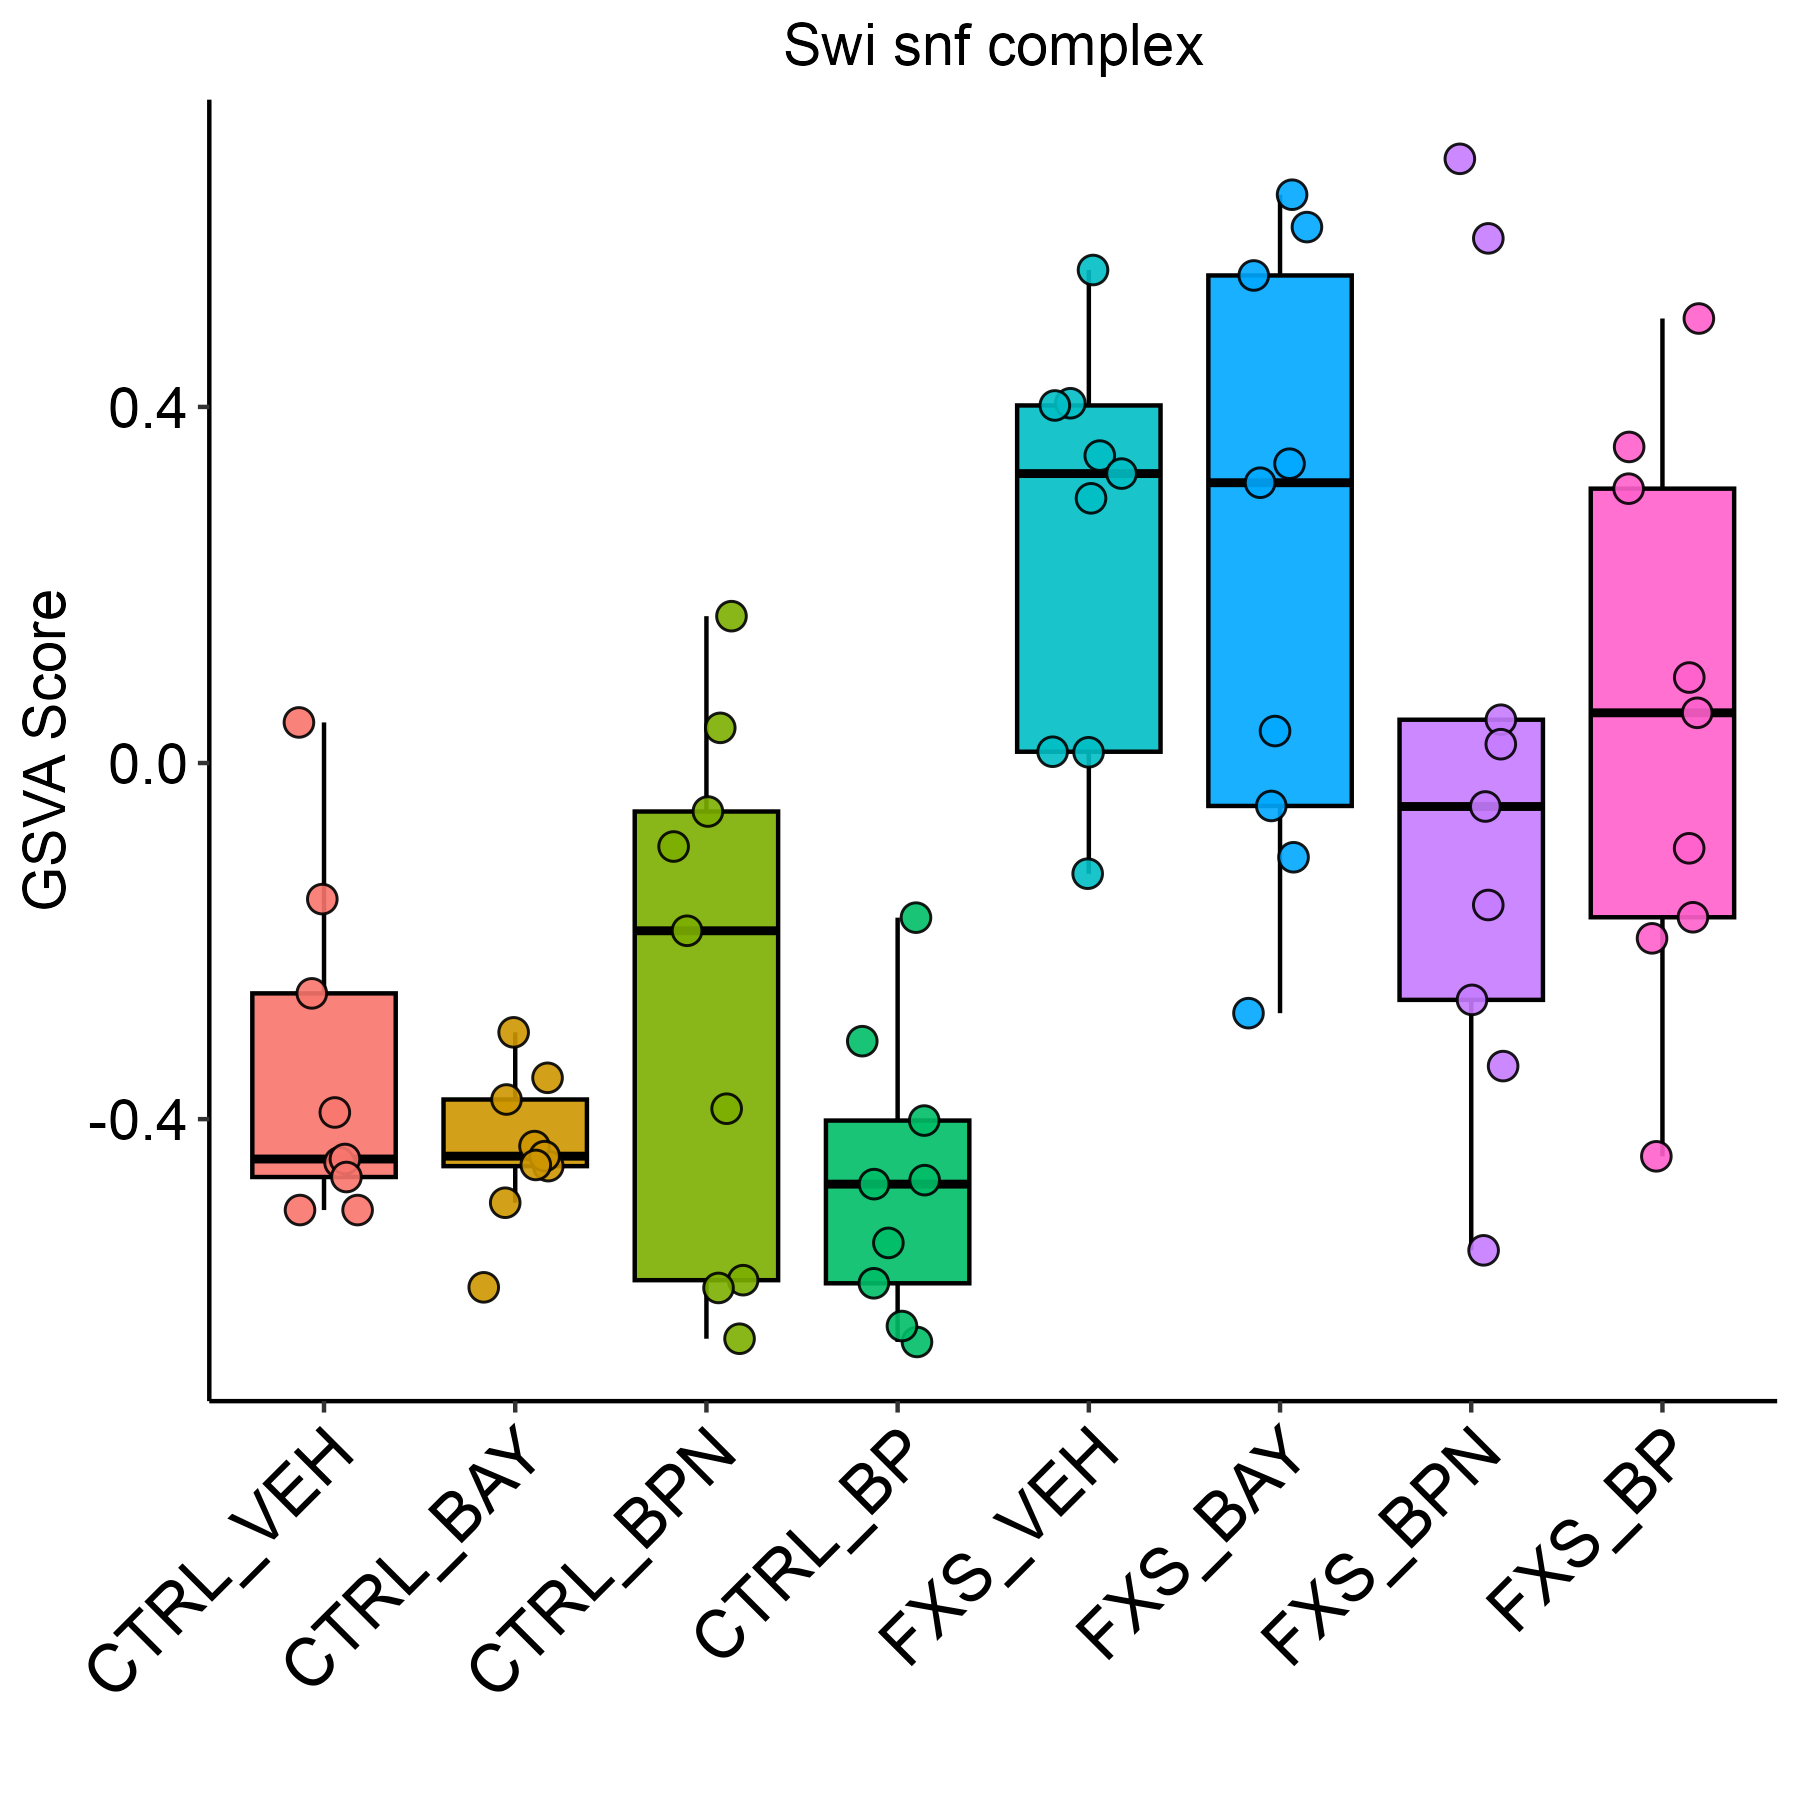 Swi snf complex
GSVA Score
0.4
0.0
-0.4
CTRL_VEH
CTRL_BAY
CTRL_BPN
CTRL_BP
FXS_VEH
FXS_BAY
FXS_BPN
FXS_BP